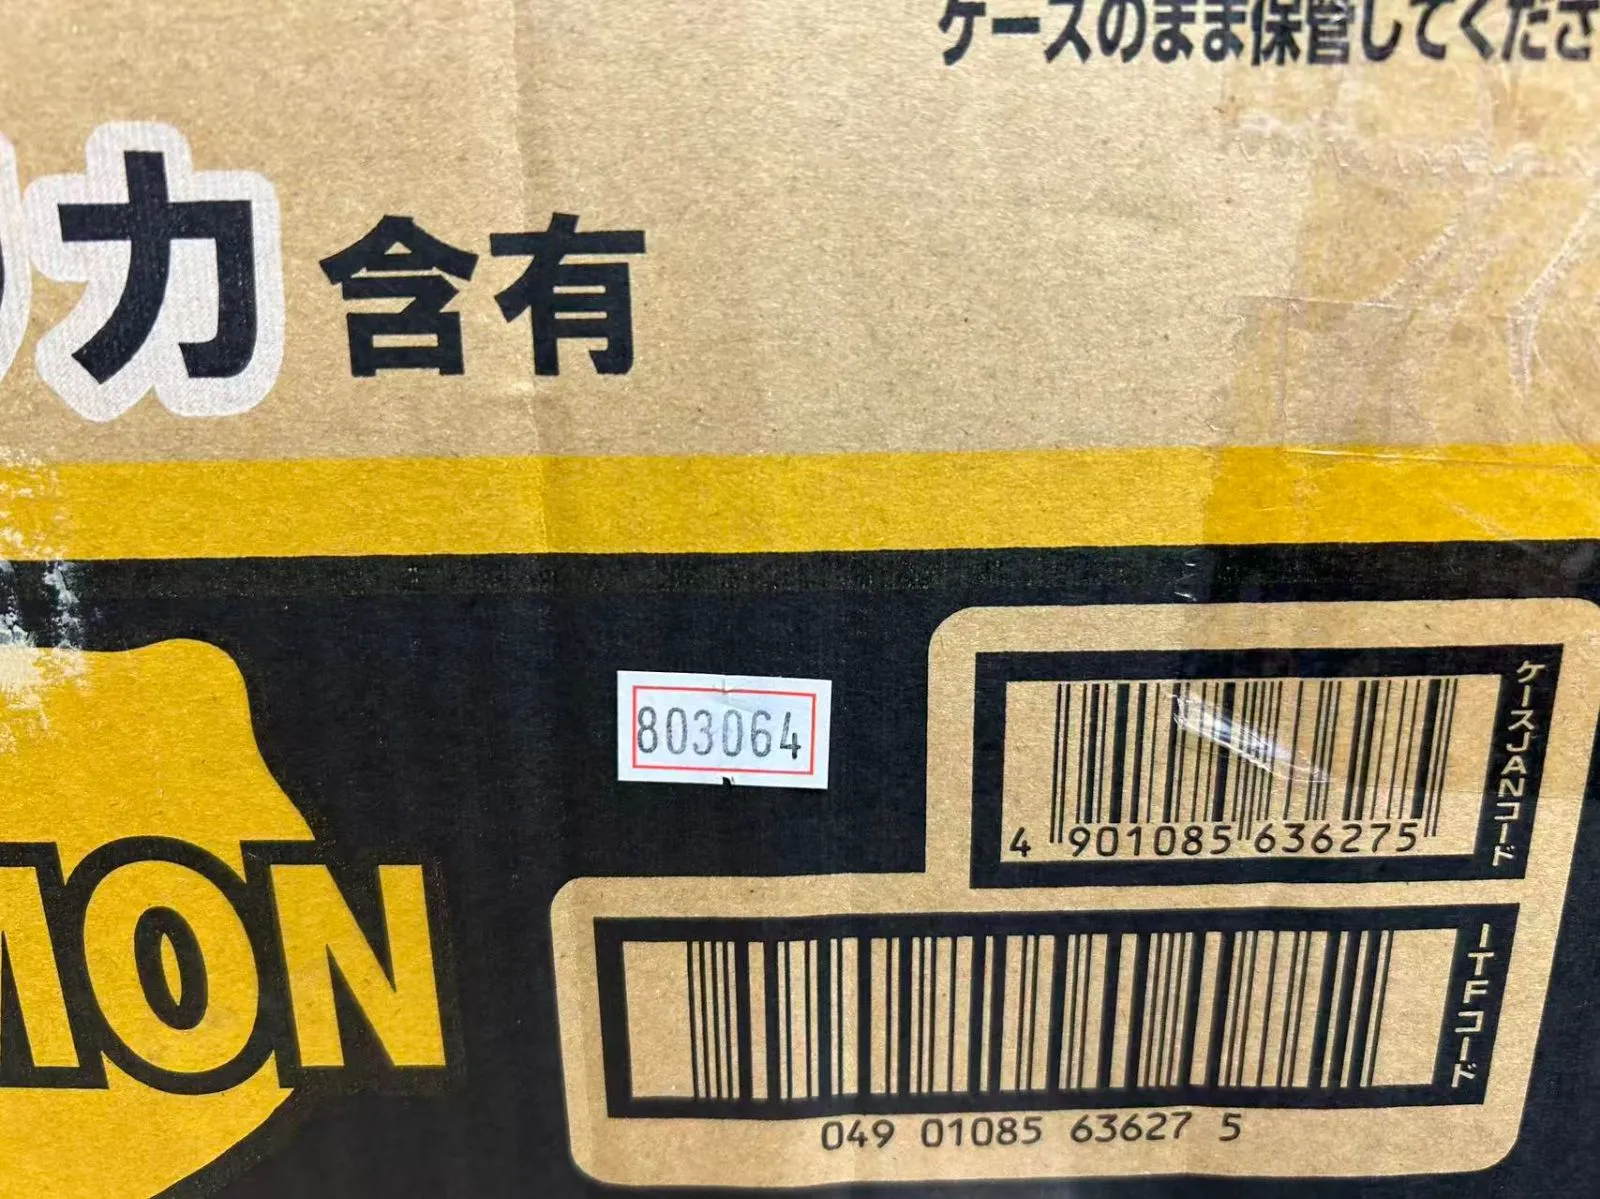 ケースのまま保管してくださ
力 含有
803064
ケースJANコード
4 901085 636275
MON
ITFコード
049 01085 63627 5